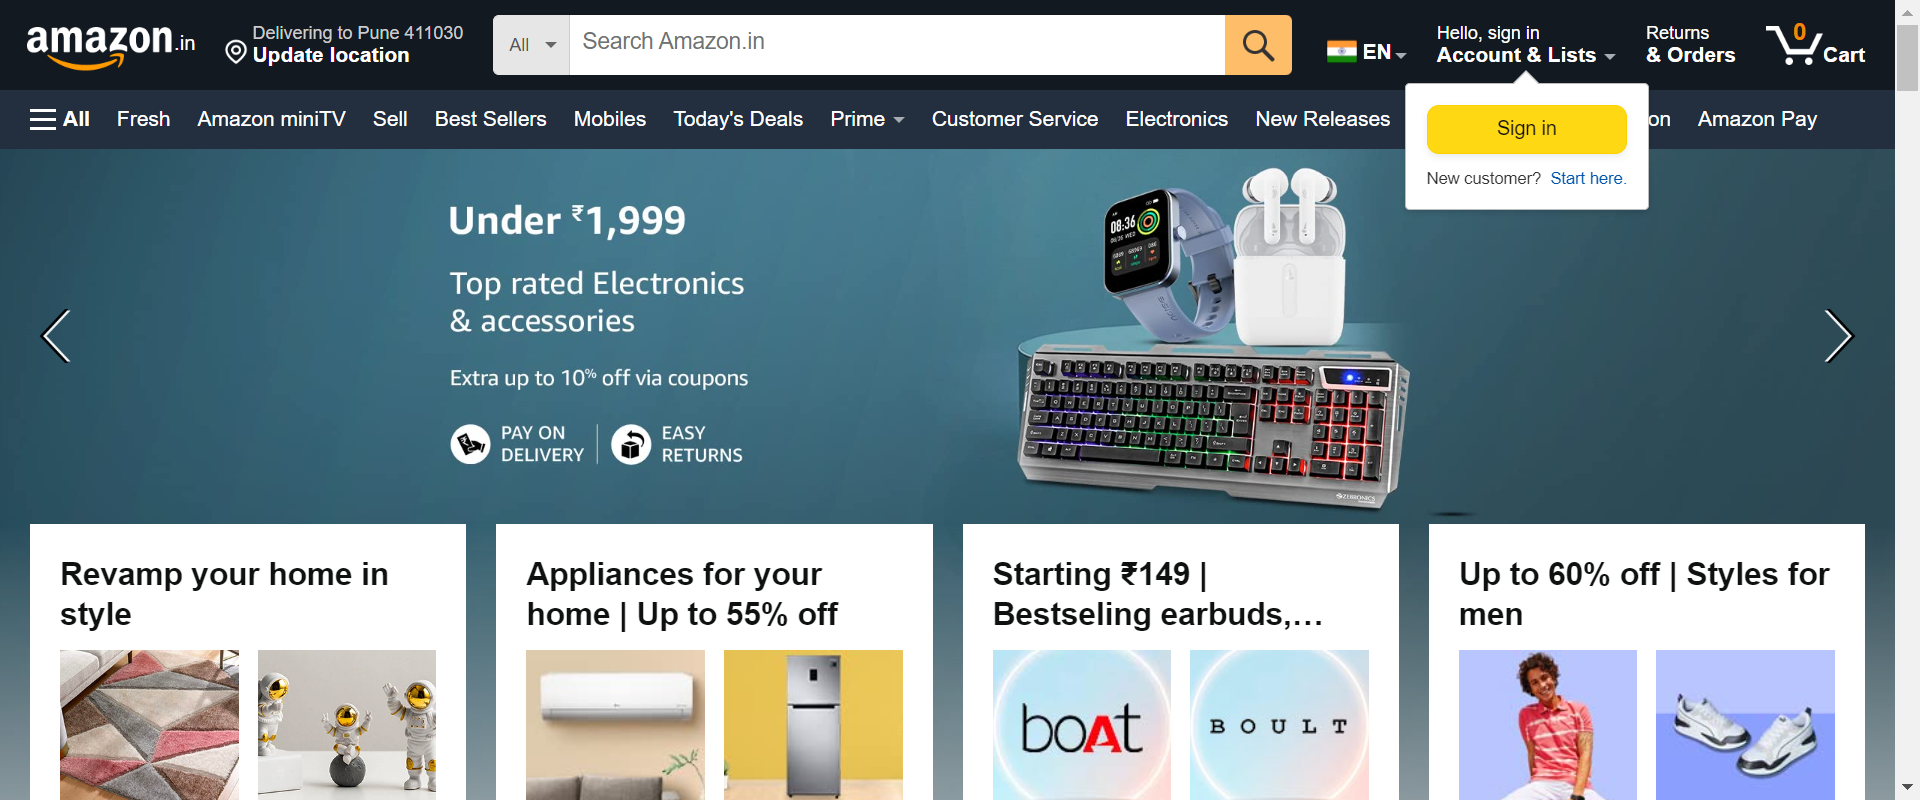 amazon.in
Delivering to Pune 411030
Update location
All
Search Amazon.in
EN
Hello, sign in
Account & Lists
Returns
& Orders
0
Cart
All
Fresh
Amazon miniTV
Sell
Best Sellers
Mobiles
Today's Deals
Prime
Customer Service
Electronics
New Releases
on
Amazon Pay
Sign in
New customer? Start here.
Under ₹1,999
Top rated Electronics
& accessories
Extra up to 10% off via coupons
PAY ON
DELIVERY
EASY
RETURNS
08:36
ZEBRONICS
Revamp your home in
style
Appliances for your
home | Up to 55% off
Starting ₹149 |
Bestseling earbuds,…
Up to 60% off | Styles for
men
boAt
BOULT